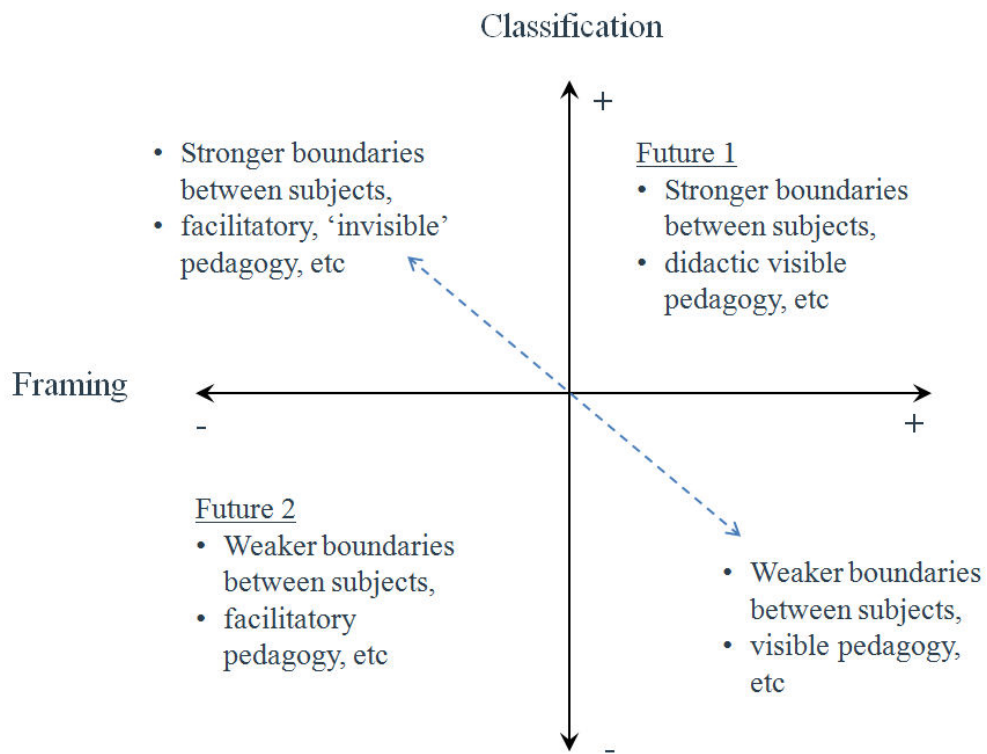 Classification
+
• Stronger boundaries
between subjects,
• facilitatory, ‘invisible’
pedagogy, etc
Future 1
• Stronger boundaries
between subjects,
• didactic visible
pedagogy, etc
Framing
-
+
Future 2
• Weaker boundaries
between subjects,
• facilitatory
pedagogy, etc
• Weaker boundaries
between subjects,
• visible pedagogy,
etc
-